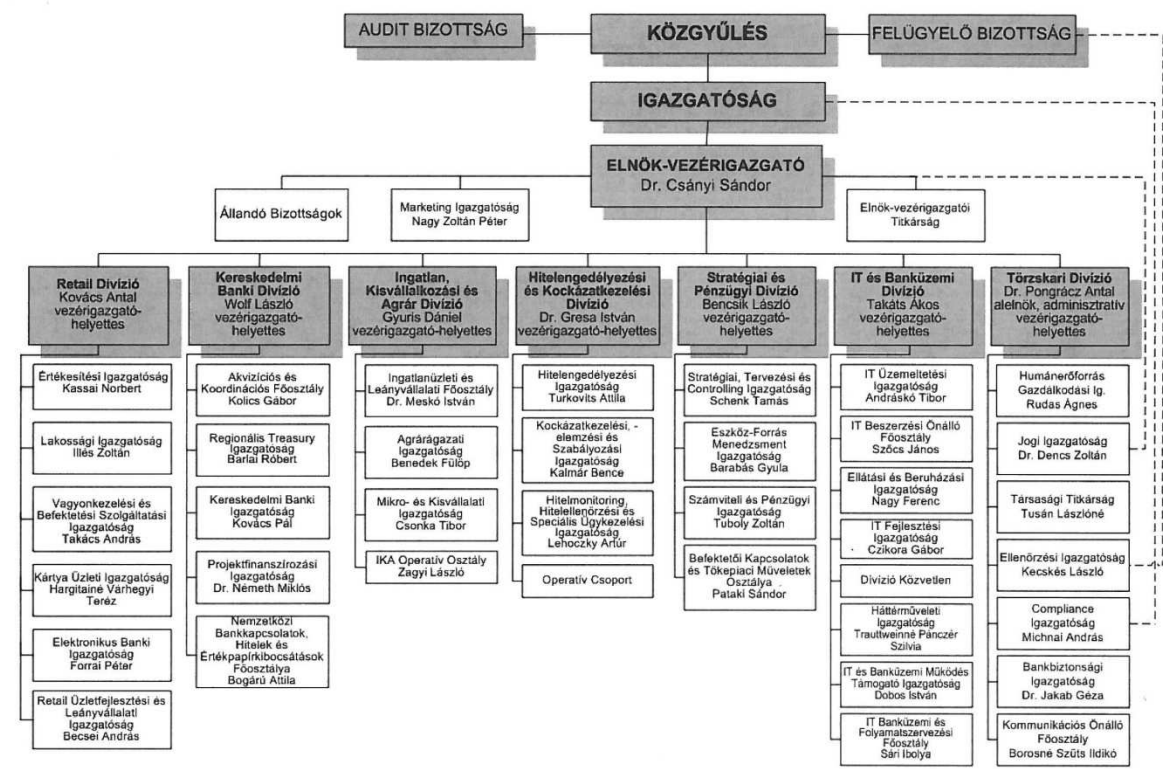 AUDIT BIZOTTSÁG
KÖZGYŰLÉS
FELÜGYELŐ BIZOTTSÁG
IGAZGATÓSÁG
ELNÖK-VEZÉRIGAZGATÓ
Dr. Csányi Sándor
Állandó Bizottságok
Marketing Igazgatóság
Nagy Zoltán Péter
Elnök-vezérigazgatói
Titkárság
Retail Divízió
Kovács Antal
vezérigazgató-
helyettes
Értékesítési Igazgatóság
Kassai Norbert
Lakossági Igazgatóság
Illés Zoltán
Vagyonkezelési és
Befektetési Szolgáltatási
Igazgatóság
Takács András
Kártya Üzleti Igazgatóság
Hargitainé Várhegyi
Teréz
Elektronikus Banki
Igazgatóság
Forrai Péter
Retail Üzletfejlesztési és
Leányvállalati
Igazgatóság
Becsei András
Kereskedelmi
Banki Divízió
Wolf László
vezérigazgató-
helyettes
Akvizíciós és
Koordinációs Főosztály
Kolics Gábor
Regionális Treasury
Igazgatóság
Barlai Róbert
Kereskedelmi Banki
Igazgatóság
Kovács Pál
Projektfinanszírozási
Igazgatóság
Dr. Németh Miklós
Nemzetközi
Bankkapcsolatok,
Hitelek és
Értékpapírkibocsátások
Főosztálya
Bogárú Attila
Ingatlan,
Kisvállalkozási és
Agrár Divízió
Gyuris Dániel
vezérigazgató-helyettes
Ingatlanüzleti és
Leányvállalati Főosztály
Dr. Meskó István
Agrárágazati
Igazgatóság
Benedek Fülöp
Mikro- és Kisvállalati
Igazgatóság
Csonka Tibor
IKA Operatív Osztály
Zagyi László
Hitelengedélyezési
és Kockázatkezelési
Divízió
Dr. Gresa István
vezérigazgató-helyettes
Hitelengedélyezési
Igazgatóság
Turkovits Attila
Kockázatkezelési, -
elemzési és
Szabályozási
Igazgatóság
Kalmár Bence
Hitelmonitoring,
Hitelellenőrzési és
Speciális Ügykezelési
Igazgatóság
Lehoczky Artúr
Operatív Csoport
Stratégiai és
Pénzügyi Divízió
Bencsik László
vezérigazgató-
helyettes
Stratégiai, Tervezési és
Controlling Igazgatóság
Schenk Tamás
Eszköz-Forrás
Menedzsment
Igazgatóság
Barabás Gyula
Számviteli és Pénzügyi
Igazgatóság
Tuboly Zoltán
Befektetői Kapcsolatok
és Tőkepiaci Műveletek
Osztálya
Pataki Sándor
IT és Banküzemi
Divízió
Takáts Ákos
vezérigazgató-
helyettes
IT Üzemeltetési
Igazgatóság
Andráskó Tibor
IT Beszerzési Önálló
Főosztály
Szőcs János
Ellátási és Beruházási
Igazgatóság
Nagy Ferenc
IT Fejlesztési
Igazgatóság
Czikora Gábor
Divízió Közvetlen
Háttérműveleti
Igazgatóság
Trauttweinné Pánczér
Szilvia
IT és Banküzemi Működés
Támogató Igazgatóság
Dobos István
IT Banküzemi és
Folyamatszervezési
Főosztály
Sári Ibolya
Törzskari Divízió
Dr. Pongrácz Antal
alelnök, adminisztratív
vezérigazgató-
helyettes
Humánerőforrás
Gazdálkodási Ig.
Rudas Ágnes
Jogi Igazgatóság
Dr. Dencs Zoltán
Társasági Titkárság
Tusán Lászlóné
Ellenőrzési Igazgatóság
Kecskés László
Compliance
Igazgatóság
Michnai András
Bankbiztonsági
Igazgatóság
Dr. Jakab Géza
Kommunikációs Önálló
Főosztály
Borosné Szűts Ildikó